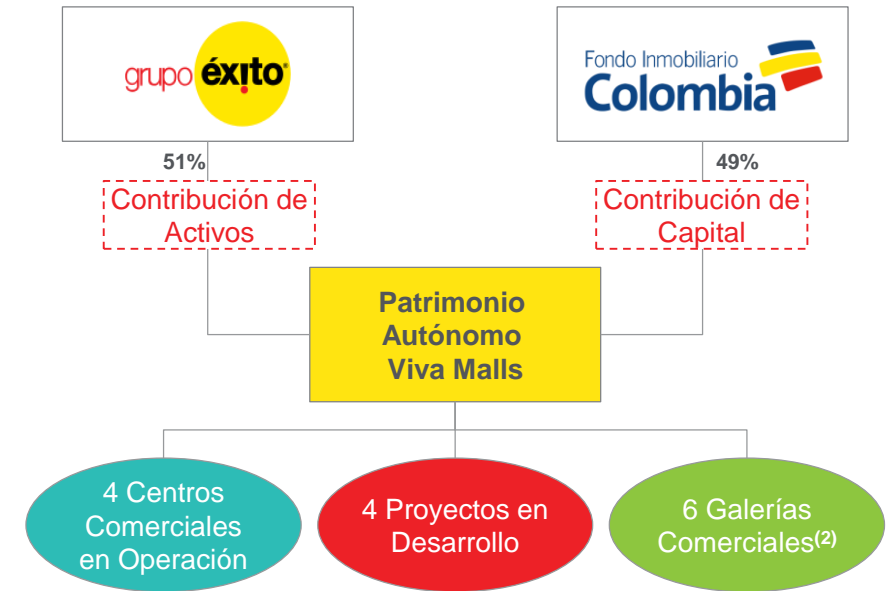 grupo éxito
Fondo Inmobiliario
Colombia
51%
49%
Contribución de
Activos
Contribución de
Capital
Patrimonio
Autónomo
Viva Malls
4 Centros
Comerciales
en Operación
4 Proyectos en
Desarrollo
6 Galerías
Comerciales(2)